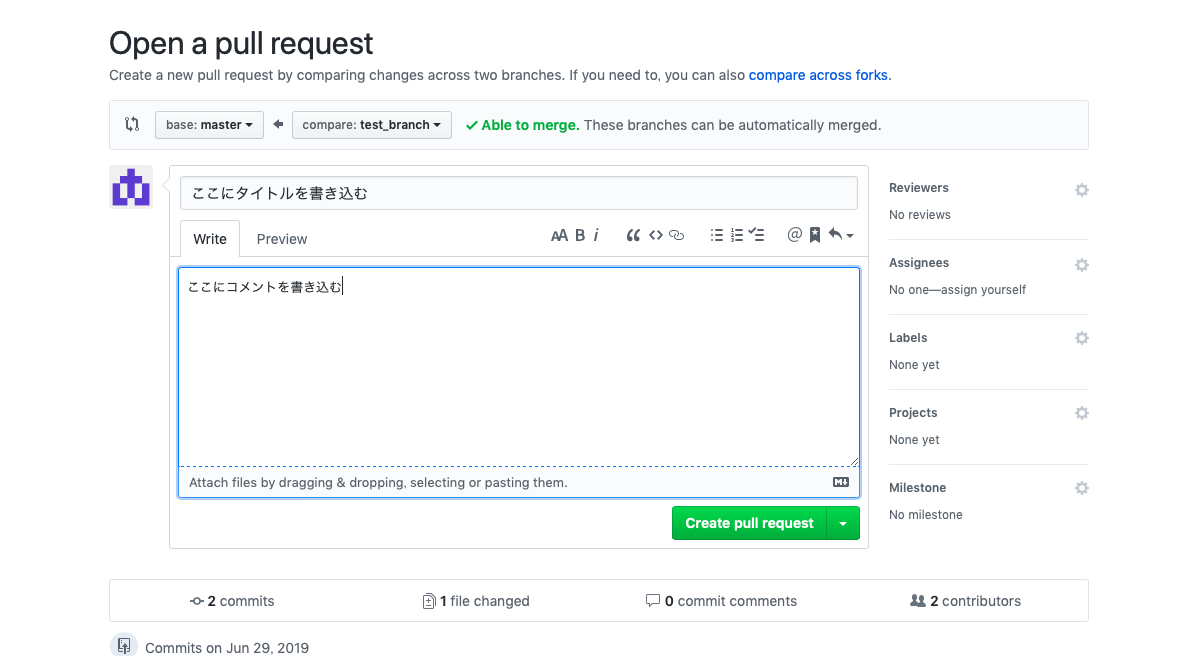 Open a pull request
Create a new pull request by comparing changes across two branches. If you need to, you can also compare across forks.
base: master compare: test_branch Able to merge. These branches can be automatically merged.
ここにタイトルを書き込む
Write Preview
ここにコメントを書き込む
Attach files by dragging & dropping, selecting or pasting them.
Create pull request
Reviewers
No reviews
Assignees
No one—assign yourself
Labels
None yet
Projects
None yet
Milestone
No milestone
2 commits 1 file changed 0 commit comments 2 contributors
Commits on Jun 29, 2019